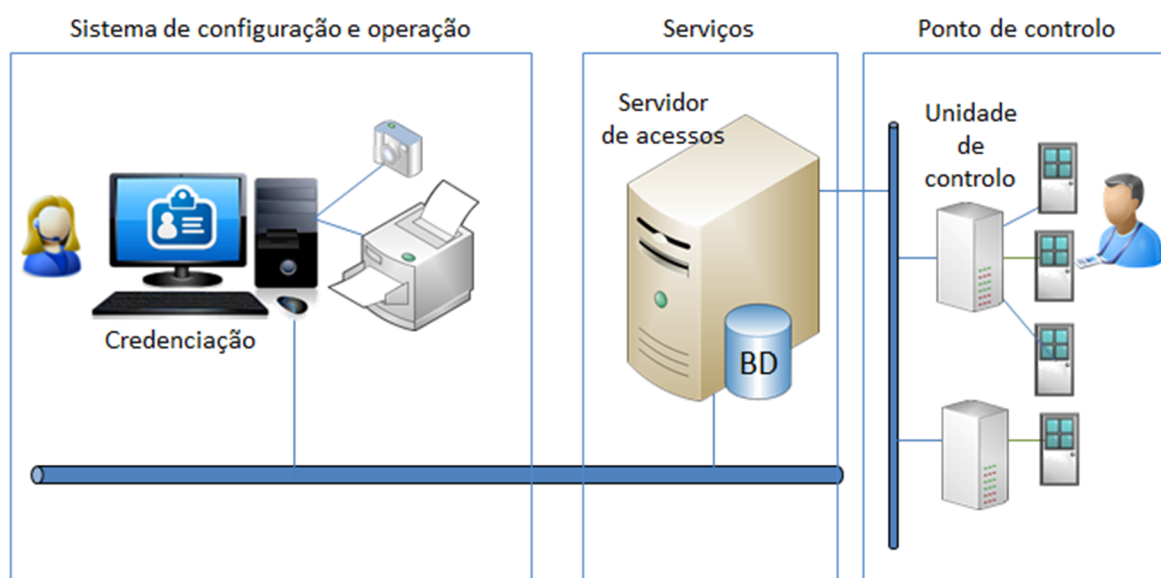 Sistema de configuração e operação
Serviços
Ponto de controlo
Servidor
de acessos
Unidade
de
controlo
Credenciação
BD